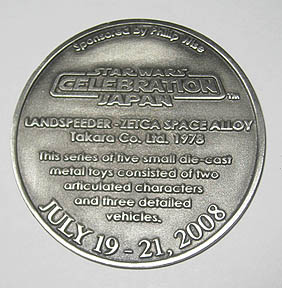 Sponsored by Philip Wise
STAR WARS
CELEBRATION
JAPAN
TM
LANDSPEEDER - ZETCA SPACE ALLOY
Takara Co. Ltd. 1978
This series of five small die-cast
metal toys consisted of two
articulated characters
and three detailed
vehicles.
JULY 19 - 21, 2008